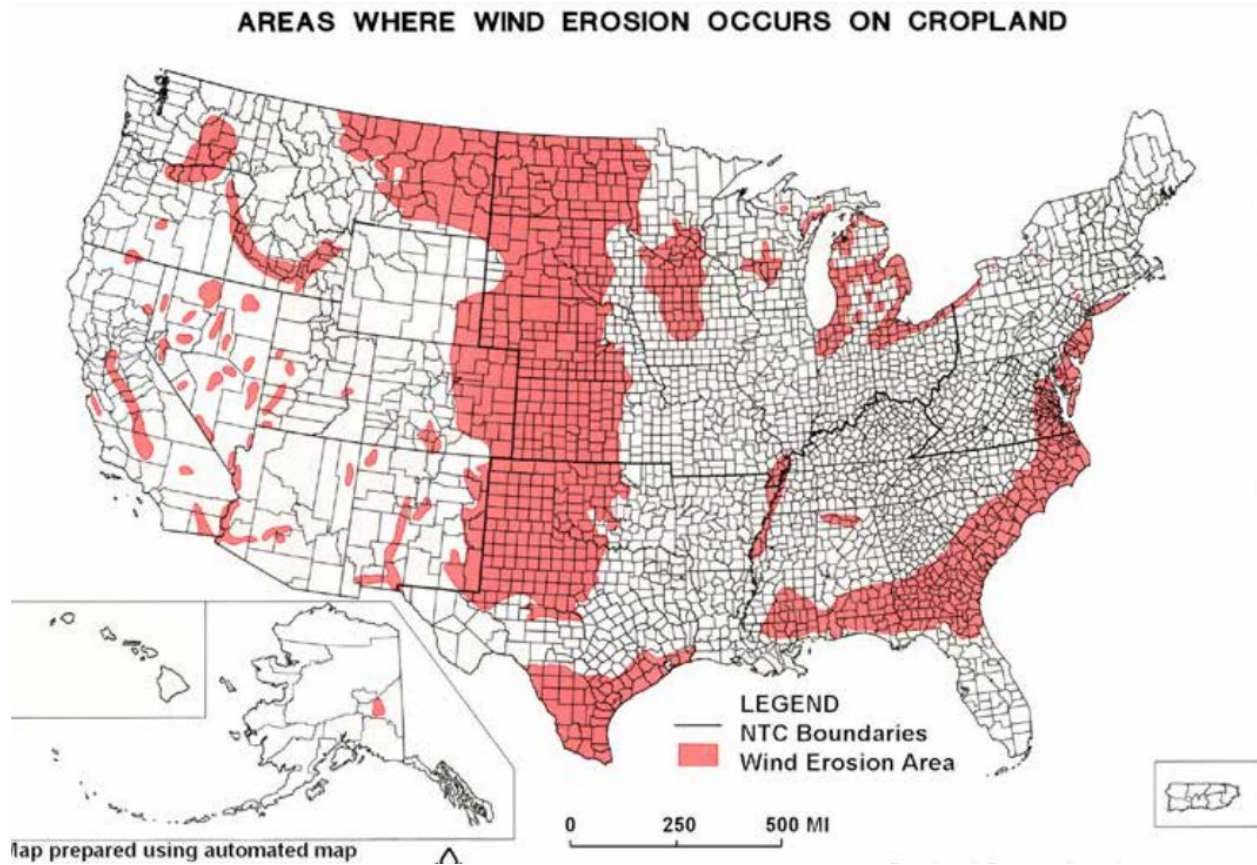 AREAS WHERE WIND EROSION OCCURS ON CROPLAND
LEGEND
NTC Boundaries
Wind Erosion Area
0 250 500 MI
Map prepared using automated map